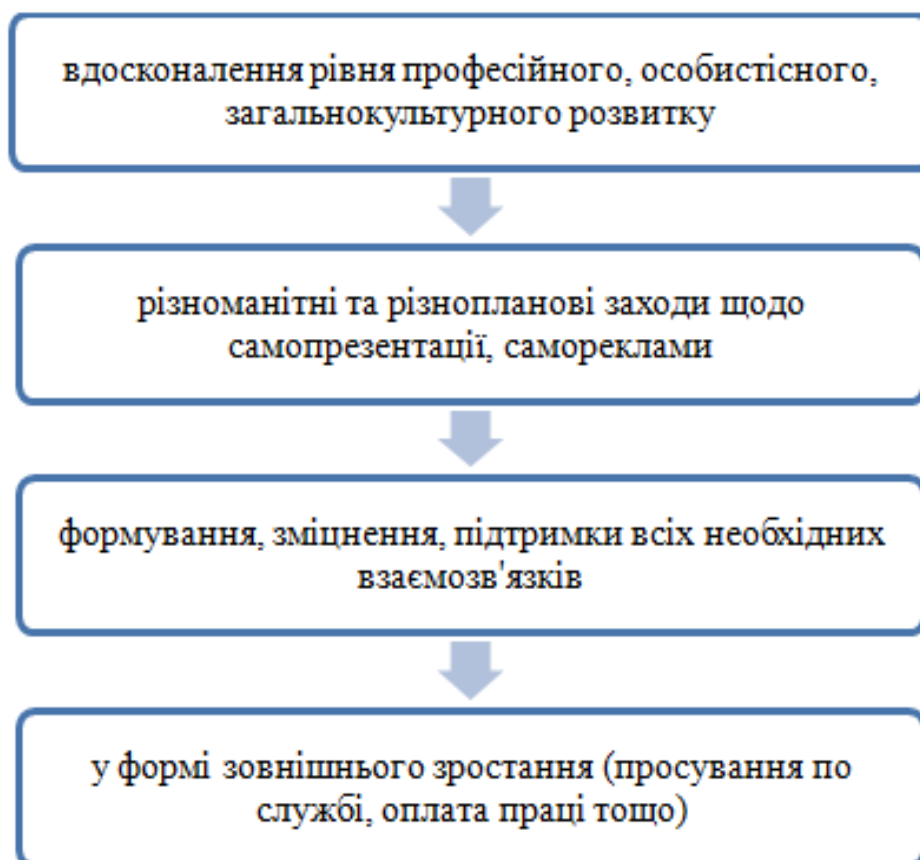 вдосконалення рівня професійного, особистісного,
загальнокультурного розвитку
різноманітні та різнопланові заходи щодо
самопрезентації, самореклами
формування, зміцнення, підтримки всіх необхідних
взаємозв'язків
у формі зовнішнього зростання (просування по
службі, оплата праці тощо)